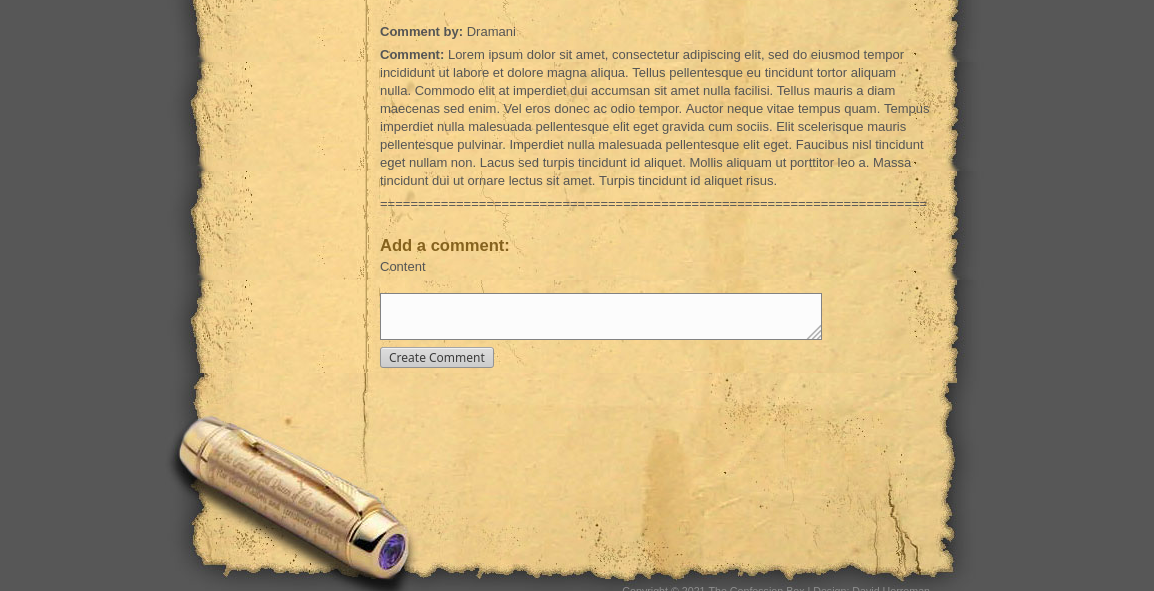 Comment by: Dramani
Comment: Lorem ipsum dolor sit amet, consectetur adipiscing elit, sed do eiusmod tempor
incididunt ut labore et dolore magna aliqua. Tellus pellentesque eu tincidunt tortor aliquam
nulla. Commodo elit at imperdiet dui accumsan sit amet nulla facilisi. Tellus mauris a diam
maecenas sed enim. Vel eros donec ac odio tempor. Auctor neque vitae tempus quam. Tempus
imperdiet nulla malesuada pellentesque elit eget gravida cum sociis. Elit scelerisque mauris
pellentesque pulvinar. Imperdiet nulla malesuada pellentesque elit eget. Faucibus nisl tincidunt
eget nullam non. Lacus sed turpis tincidunt id aliquet. Mollis aliquam ut porttitor leo a. Massa
tincidunt dui ut ornare lectus sit amet. Turpis tincidunt id aliquet risus.
========================================================================
Add a comment:
Content
Create Comment
Copyright © 2021 The Confession Box | Design: David Herreman